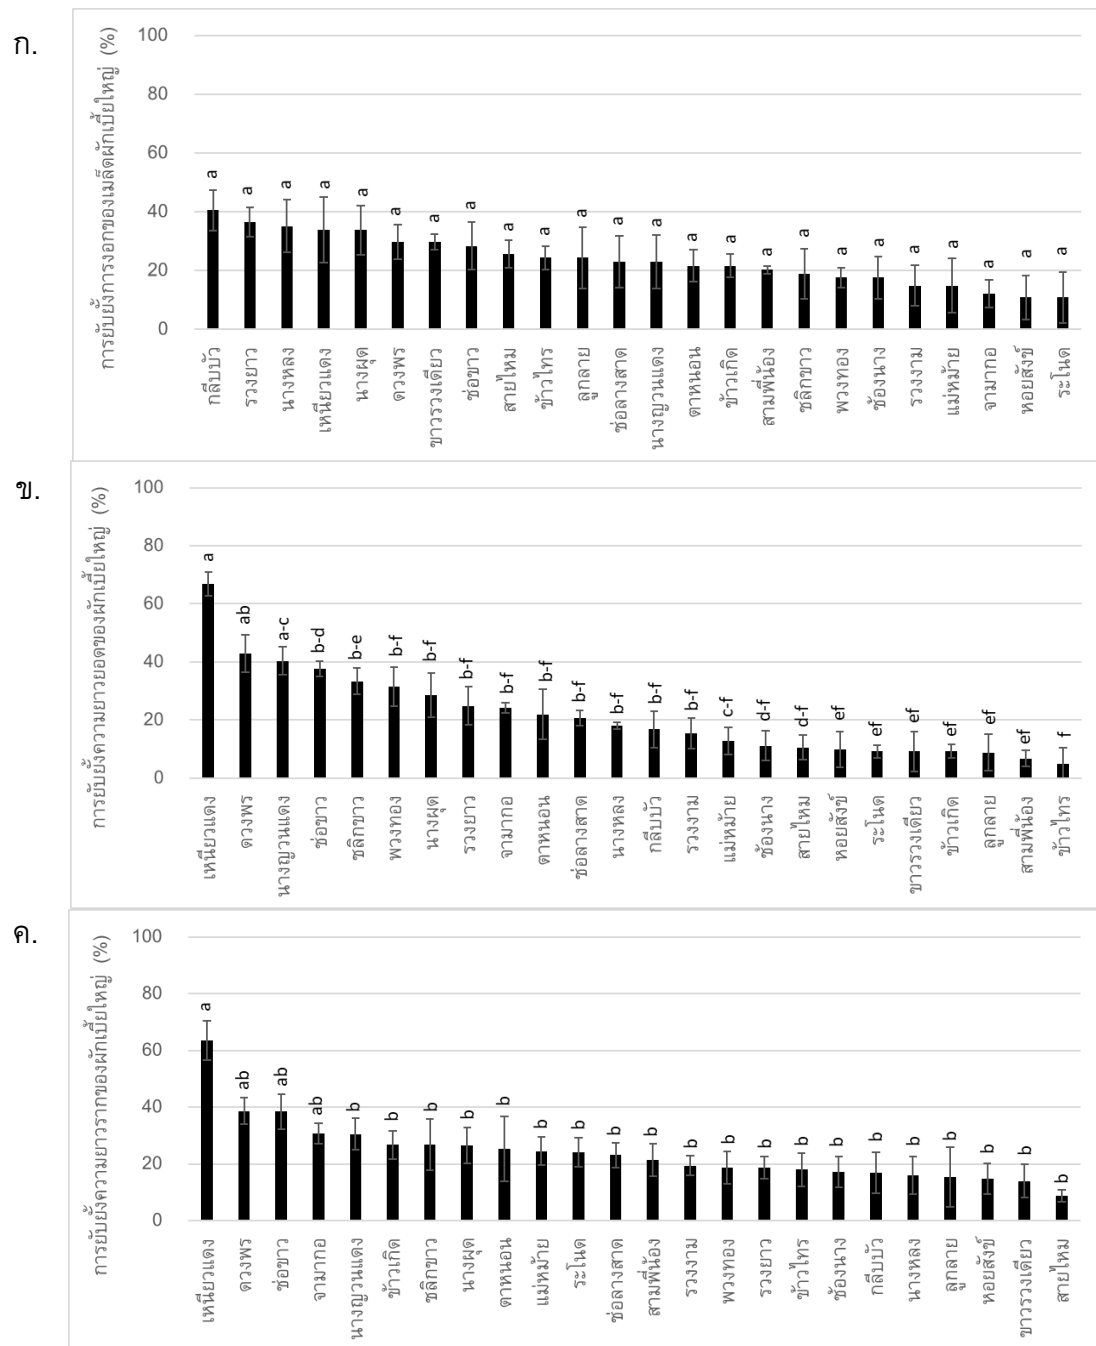 ก.
การยับยั้งการงอกของเมล็ดผักเบี้ยใหญ่ (%)
100
80
60
40
20
0
a a a a a a a a a a a a a a a a a a a a a a a a
กลีบบัว รวงยาว นางหลง เหนียวแดง นางผุด ดวงพร ขาวรวงเดียว ช่อขาว สายไหม ข้าวไทร ลูกลาย ช่อลางสาด นางญวนแดง ตาหนอน ข้าวเกิด สามพี่น้อง ชลิกขาว พวงทอง ช้องนาง รวงงาม แม่หม้าย จามากอ หอยสังข์ ระโนด
ข.
การยับยั้งความยาวยอดของผักเบี้ยใหญ่ (%)
100
80
60
40
20
0
a ab a-c b-d b-e b-f b-f b-f b-f b-f b-f b-f b-f b-f c-f d-f d-f ef ef ef ef ef ef f
เหนียวแดง ดวงพร นางญวนแดง ช่อขาว ชลิกขาว พวงทอง นางผุด รวงยาว จามากอ ตาหนอน ช่อลางสาด นางหลง กลีบบัว รวงงาม แม่หม้าย ช้องนาง สายไหม หอยสังข์ ระโนด ขาวรวงเดียว ข้าวเกิด ลูกลาย สามพี่น้อง ข้าวไทร
ค.
การยับยั้งความยาวรากของผักเบี้ยใหญ่ (%)
100
80
60
40
20
0
a ab ab ab b b b b b b b b b b b b b b b b b b b b
เหนียวแดง ดวงพร ช่อขาว จามากอ นางญวนแดง ข้าวเกิด ชลิกขาว นางผุด ตาหนอน แม่หม้าย ระโนด ช่อลางสาด สามพี่น้อง รวงงาม พวงทอง รวงยาว ข้าวไทร ช้องนาง กลีบบัว นางหลง ลูกลาย หอยสังข์ ขาวรวงเดียว สายไหม